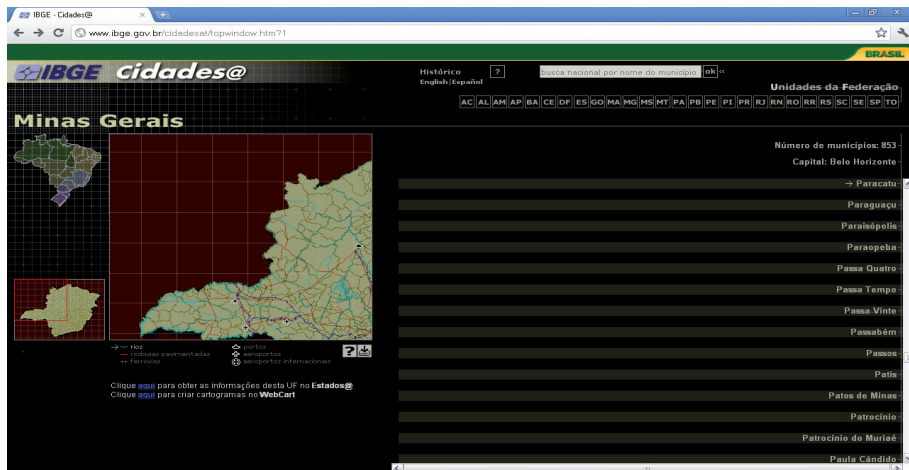 IBGE - Cidades@
www.ibge.gov.br/cidadesat/topwindow.htm?1
BRASIL
IBGE Cidades@
Histórico ?
busca nacional por nome do município ok «
English|Español
Unidades da Federação
AC AL AM AP BA CE DF ES GO MA MG MS MT PA PB PE PI PR RJ RN RO RR RS SC SE SP TO
Minas Gerais
Número de municípios: 853
Capital: Belo Horizonte
→ Paracatu
Paraguaçu
Paraisópolis
Paraopeba
Passa Quatro
Passa Tempo
Passa-Vinte
Passabém
Passos
Patis
Patos de Minas
Patrocínio
Patrocínio do Muriaé
Paula Cândido
rios
rodovias pavimentadas
ferrovias
portos
aeroportos
aeroportos internacionais
?
Clique aqui para obter as informações desta UF no Estados@
Clique aqui para criar cartogramas no WebCart